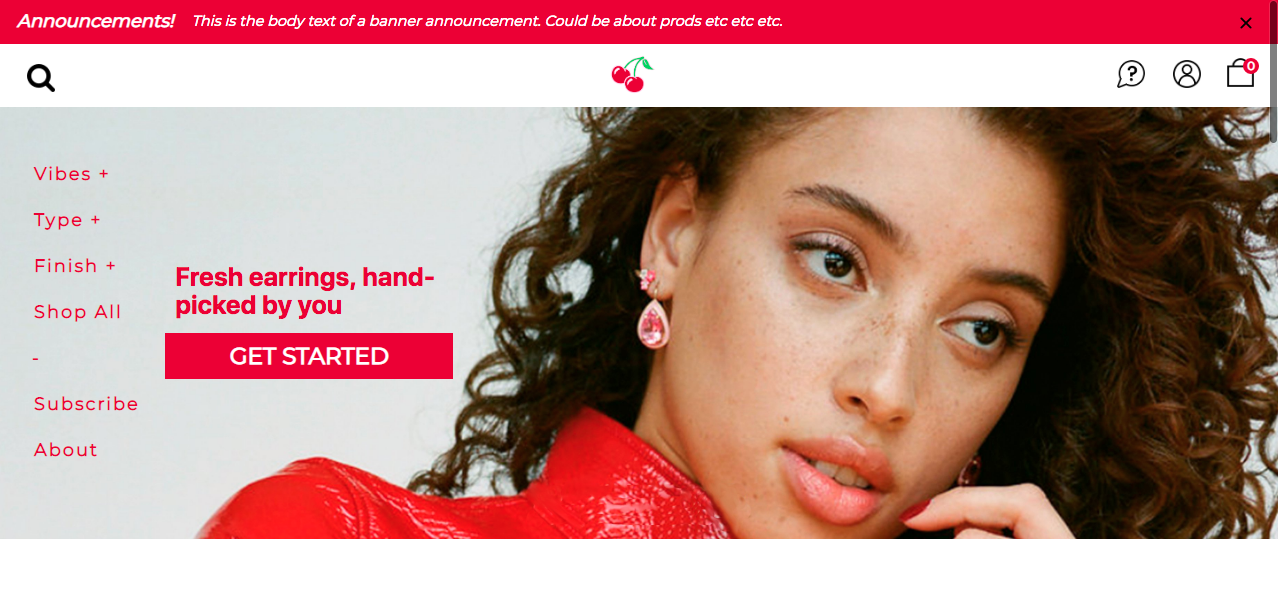 Announcements! This is the body text of a banner announcement. Could be about prods etc etc etc.
?
0
Vibes +
Type +
Finish +
Shop All
-
Subscribe
About
Fresh earrings, hand-
picked by you
GET STARTED